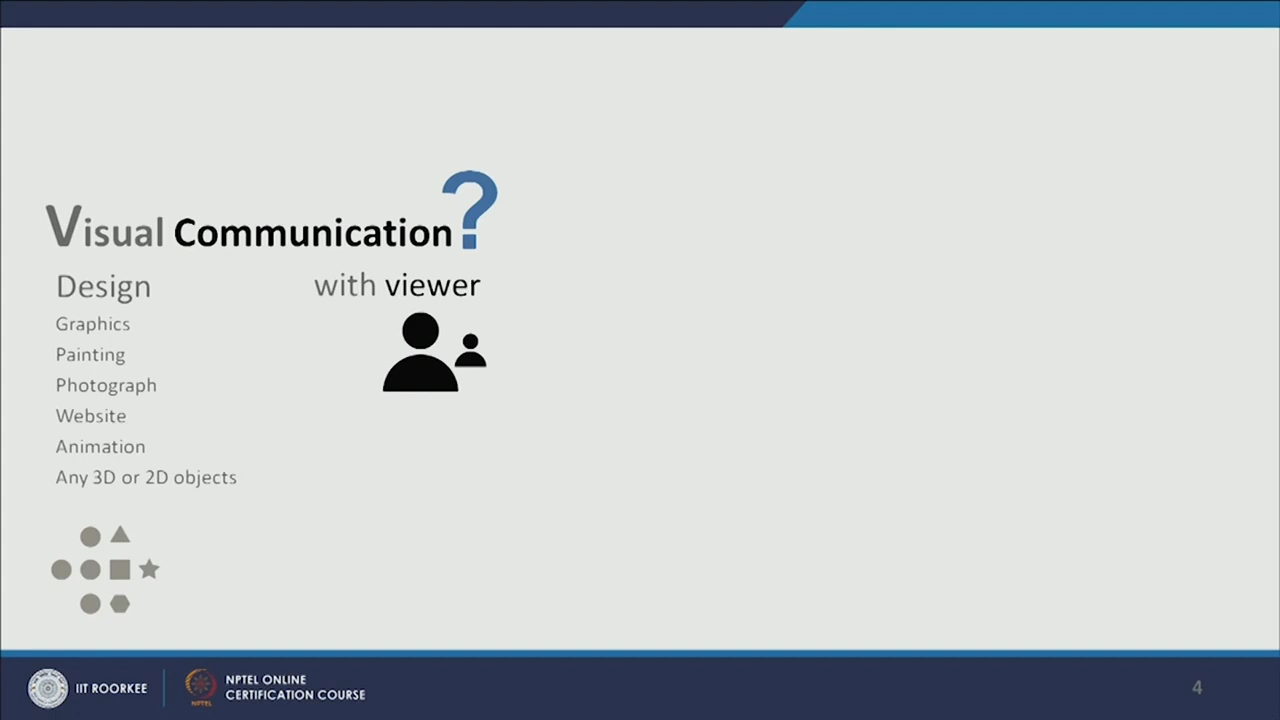 Visual Communication?
Design
with viewer
Graphics
Painting
Photograph
Website
Animation
Any 3D or 2D objects
IIT ROORKEE
NPTEL
NPTEL ONLINE
CERTIFICATION COURSE
4